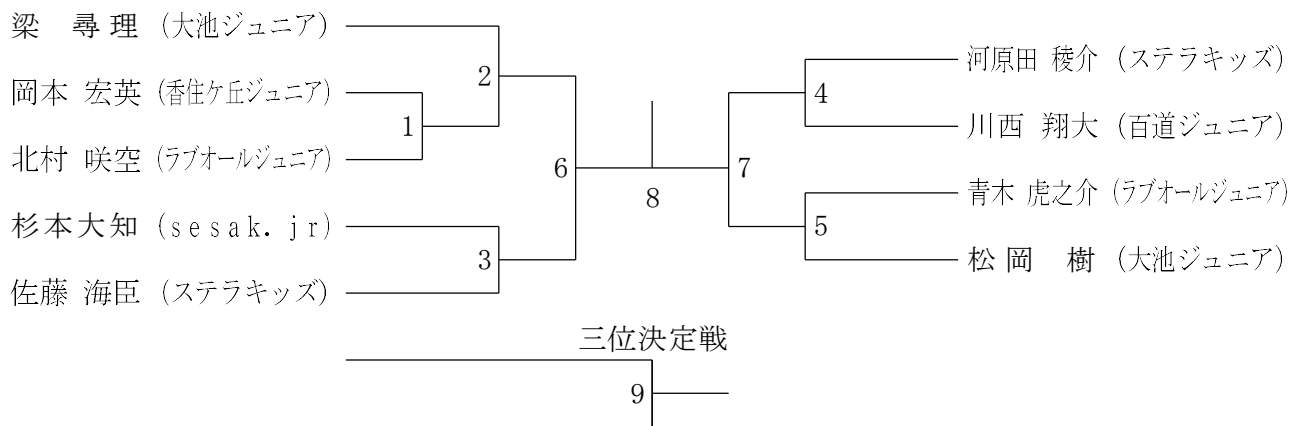 梁　尋理 (大池ジュニア)
岡本 宏英 (香住ケ丘ジュニア)
北村 咲空 (ラブオールジュニア)
杉本大知 (sesak.jr)
佐藤 海臣 (ステラキッズ)
1
2
3
6
8
7
4
5
河原田 稜介 (ステラキッズ)
川西 翔大 (百道ジュニア)
青木 虎之介 (ラブオールジュニア)
松岡　樹 (大池ジュニア)
三位決定戦
9